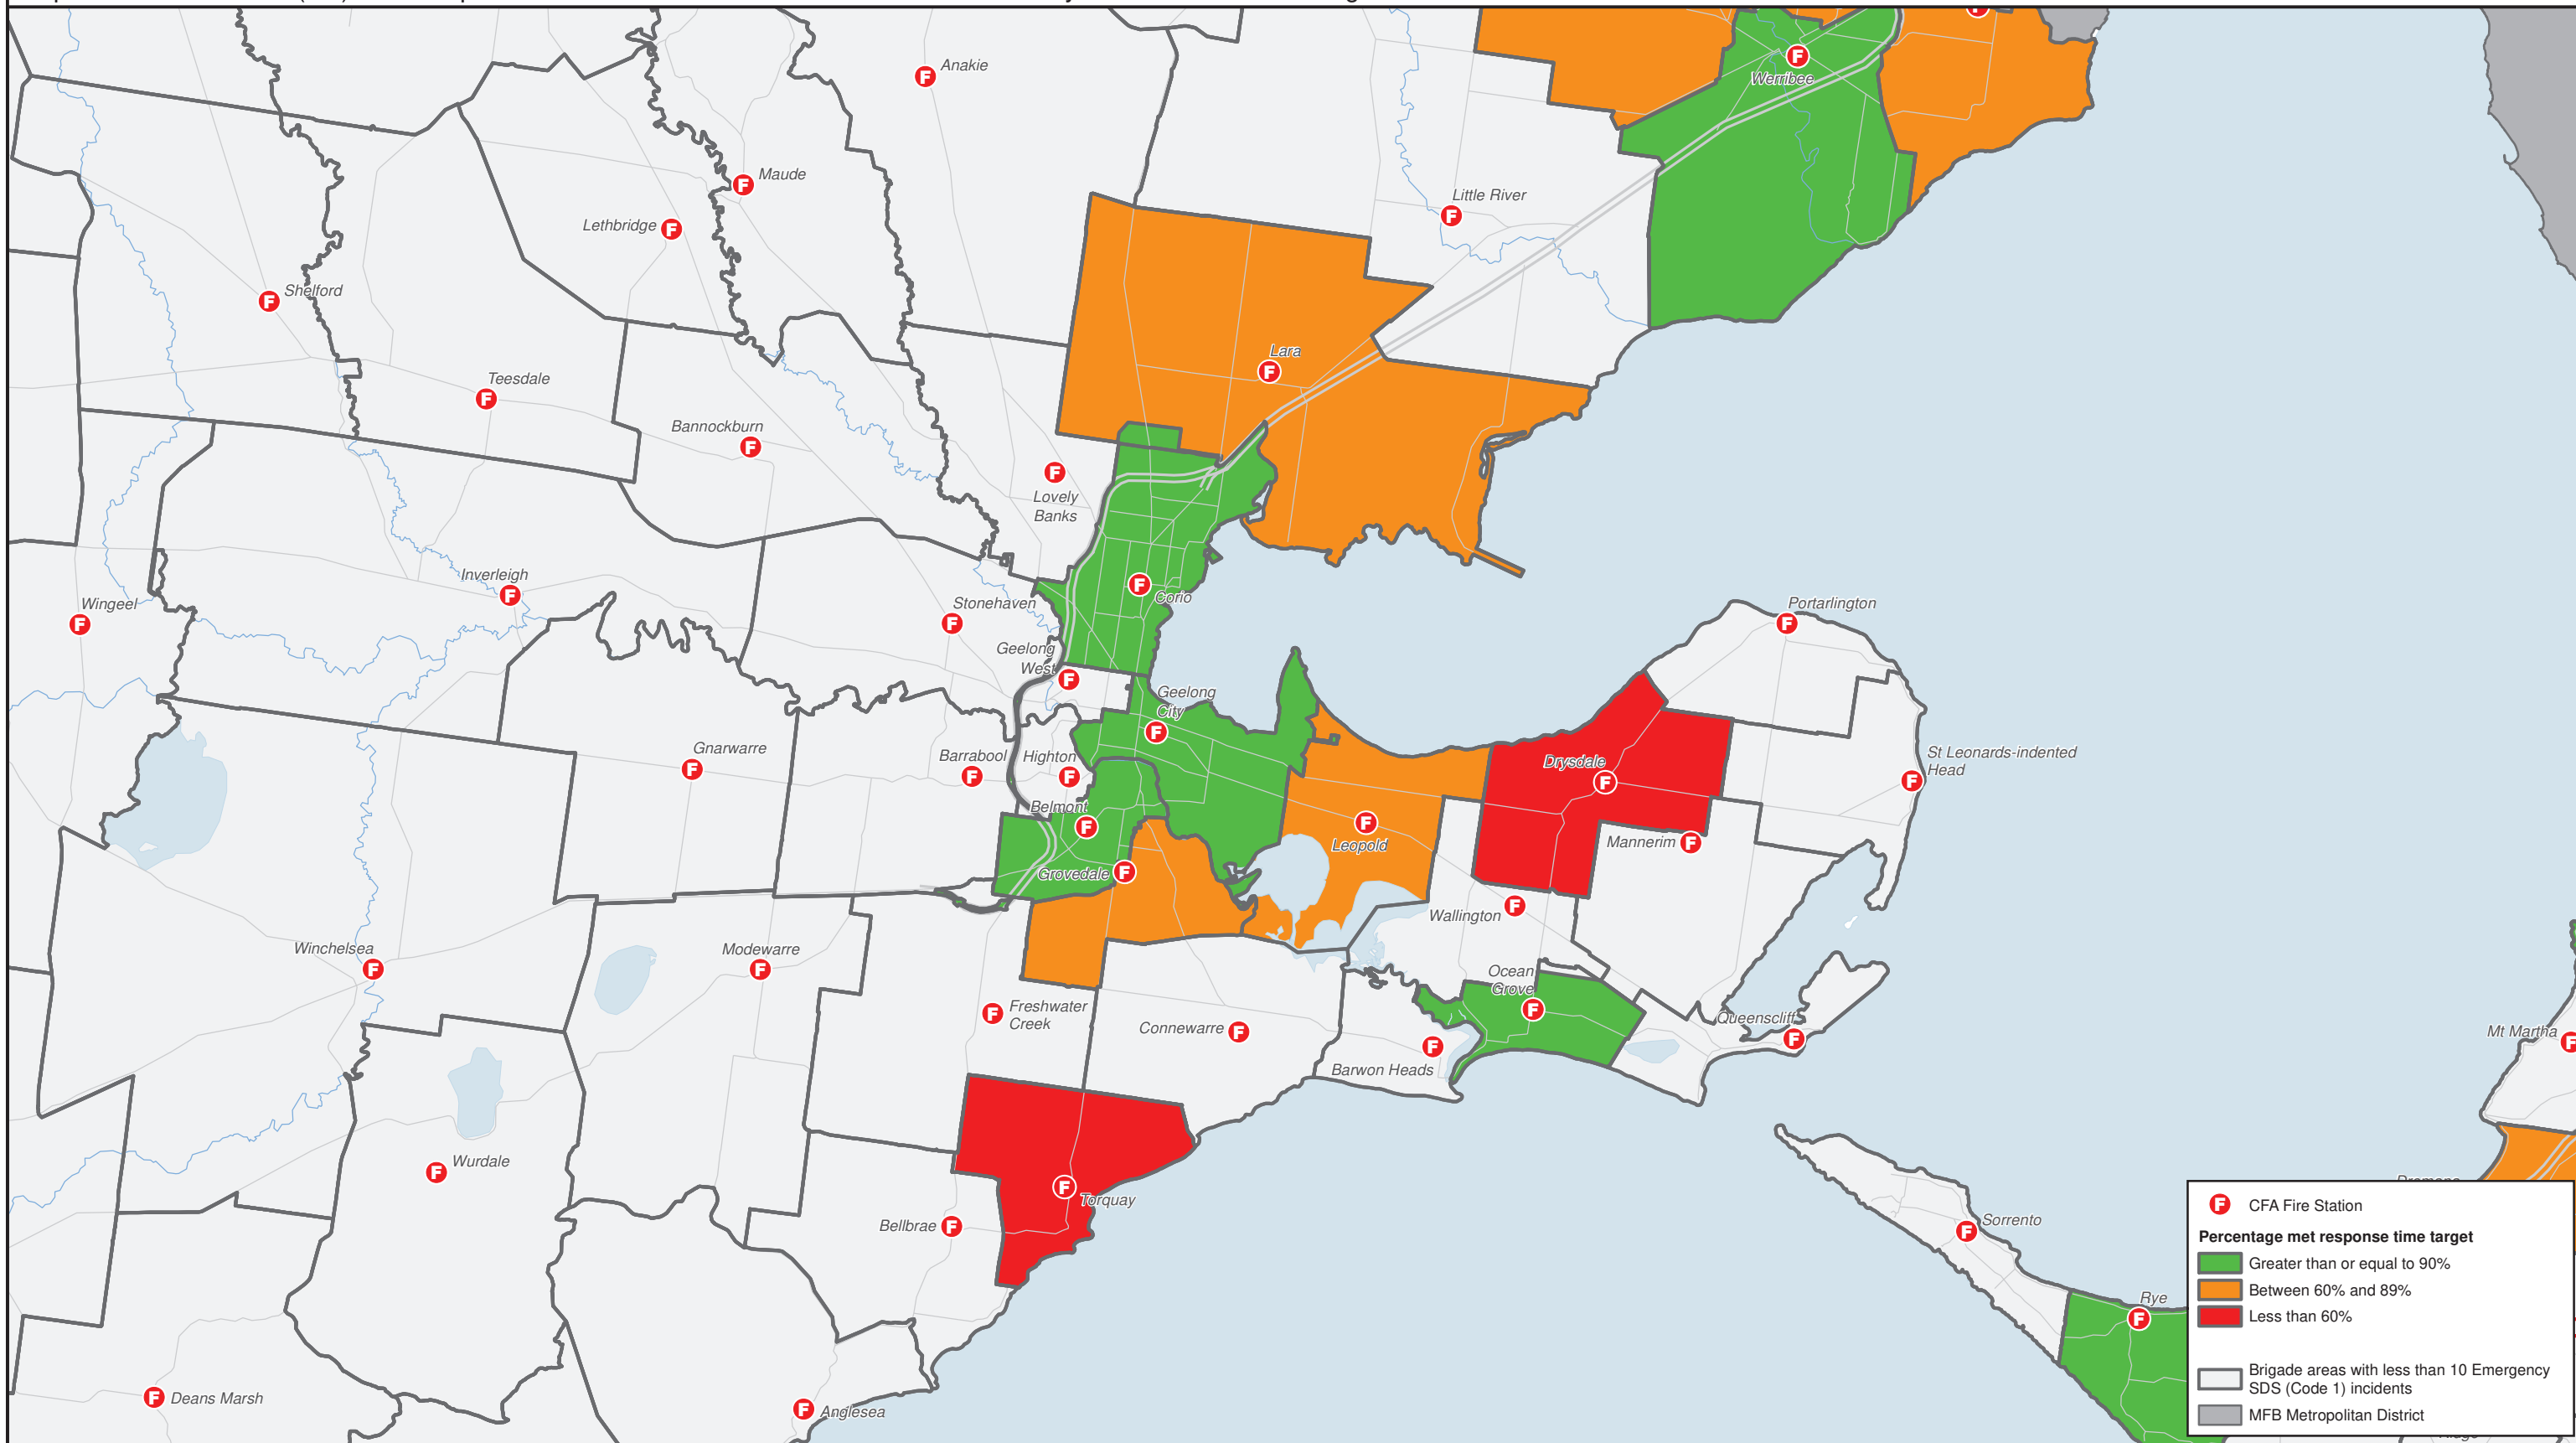 Werribee
Anakie
Maude
Lethbridge
Little River
Shelford
Lara
Teesdale
Bannockburn
Lovely
Banks
Inverleigh
Wingeel
Stonehaven
Corio
Portarlington
Geelong
West
Geelong
City
Gnarwarre
Barrabool
Highton
Drysdale
St Leonards-indented
Head
Belmont
Leopold
Mannerim
Grovedale
Wallington
Winchelsea
Modewarre
Ocean
Grove
Freshwater
Creek
Connewarre
Queenscliff
Mt Martha
Barwon Heads
Wurdale
Torquay
Bellbrae
Sorrento
Rye
Deans Marsh
Anglesea
F CFA Fire Station
Percentage met response time target
Greater than or equal to 90%
Between 60% and 89%
Less than 60%
Brigade areas with less than 10 Emergency
SDS (Code 1) incidents
MFB Metropolitan District